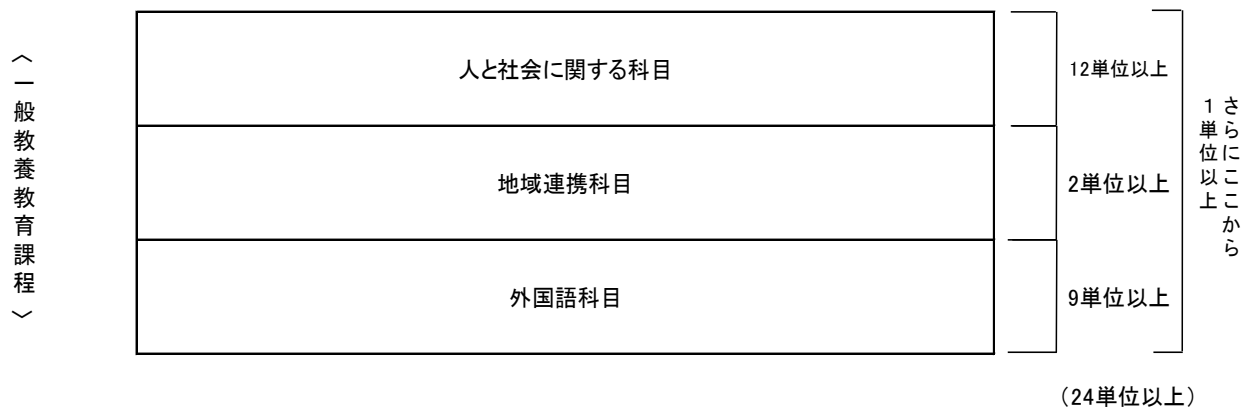 〈一般教養教育課程〉
人と社会に関する科目
12単位以上
地域連携科目
2単位以上
外国語科目
9単位以上
さらにここから
1単位以上
（24単位以上）